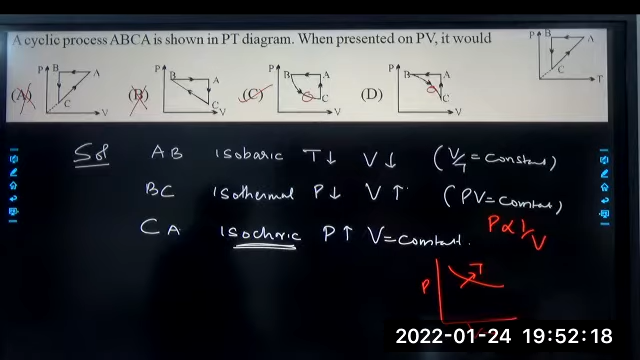 A cyclic process ABCA is shown in PT diagram. When presented on PV, it would
P B A C T
(A) P B A C V
(B) P B A C V
(C) P B A C V
(D) P B A C V
Sol AB Isobaric T↓ V↓ (V/T = constant)
BC Isothermal P↓ V↑ (PV = constant)
CA Isochoric P↑ V = constant.
P ∝ 1/V
P
2022-01-24 19:52:18